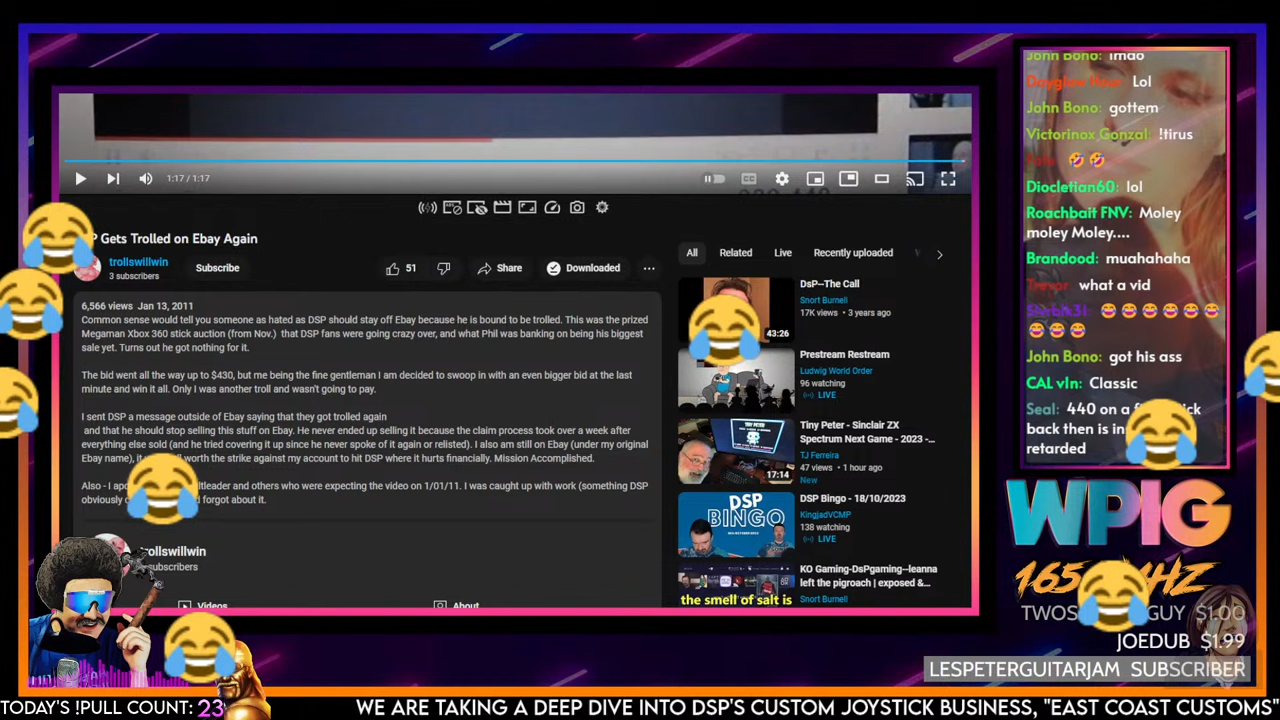 1:17 / 1:17
CC
P Gets Trolled on Ebay Again
trollswillwin
3 subscribers
Subscribe
51
Share
Downloaded
6,566 views Jan 13, 2011
Common sense would tell you someone as hated as DSP should stay off Ebay because he is bound to be trolled. This was the prized
Megaman Xbox 360 stick auction (from Nov.) that DSP fans were going crazy over, and what Phil was banking on being his biggest
sale yet. Turns out he got nothing for it.
The bid went all the way up to $430, but me being the fine gentleman I am decided to swoop in with an even bigger bid at the last
minute and win it all. Only I was another troll and wasn't going to pay.
I sent DSP a message outside of Ebay saying that they got trolled again
and that he should stop selling this stuff on Ebay. He never ended up selling it because the claim process took over a week after
everything else sold (and he tried covering it up since he never spoke of it again or relisted). I also am still on Ebay (under my original
Ebay name), it worth the strike against my account to hit DSP where it hurts financially. Mission Accomplished.
Also - I ltleader and others who were expecting the video on 1/01/11. I was caught up with work (something DSP
obviously forgot about it.
trollswillwin
subscribers
Videos
About
All
Related
Live
Recently uploaded
DsP--The Call
Snort Burnell
17K views • 3 years ago
43:26
Prestream Restream
Ludwig World Order
96 watching
LIVE
Tiny Peter - Sinclair ZX
Spectrum Next Game - 2023 -...
TJ Ferreira
47 views • 1 hour ago
New
17:14
DSP Bingo - 18/10/2023
KingjadVCMP
138 watching
LIVE
DSP
BINGO
KO Gaming-DsPgaming--leanna
left the pigroach | exposed &...
Snort Burnell
the smell of salt is
John Bono: lmao
Dayglow Hour: Lol
John Bono: gottem
Victorinox Gonzal: !tirus
🤣 🤣
Diocletian60: lol
Roachbait FNV: Moley
moley Moley....
Brandood: muahahaha
Trevor: what a vid
😂 😂 😂 😂 😂 😂
😂 😂 😂
John Bono: got his ass
CAL vIn: Classic
Seal: 440 on a
back then is
retarded
WPIG
165 HZ
TWOS GUY $1.00
JOEDUB $1.99
LESPETERGUITARJAM SUBSCRIBER
TODAY'S !PULL COUNT: 23
WE ARE TAKING A DEEP DIVE INTO DSP'S CUSTOM JOYSTICK BUSINESS, "EAST COAST CUSTOMS"